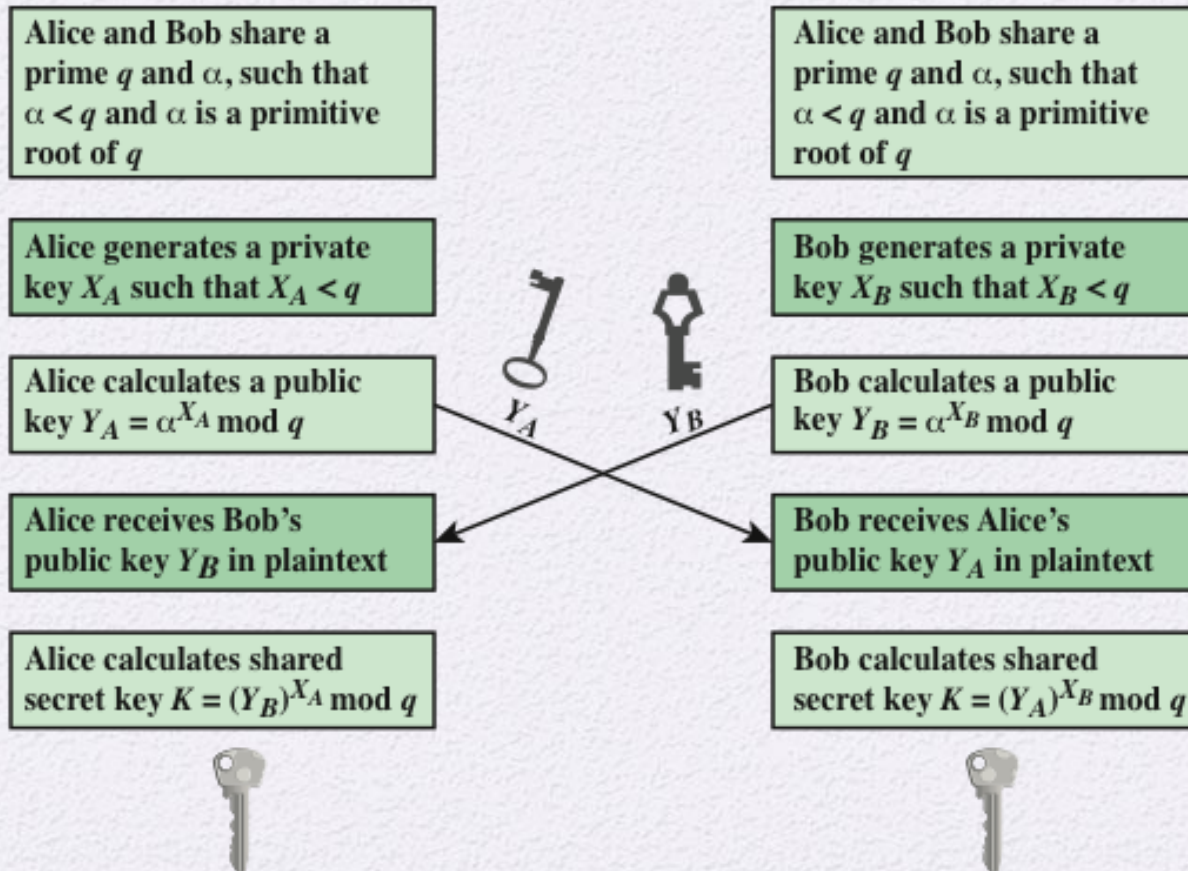 Alice and Bob share a
prime q and α, such that
α < q and α is a primitive
root of q
Alice generates a private
key X_A such that X_A < q
Alice calculates a public
key Y_A = α^{X_A} mod q
Alice receives Bob's
public key Y_B in plaintext
Alice calculates shared
secret key K = (Y_B)^{X_A} mod q
Y_A
Y_B
Alice and Bob share a
prime q and α, such that
α < q and α is a primitive
root of q
Bob generates a private
key X_B such that X_B < q
Bob calculates a public
key Y_B = α^{X_B} mod q
Bob receives Alice's
public key Y_A in plaintext
Bob calculates shared
secret key K = (Y_A)^{X_B} mod q